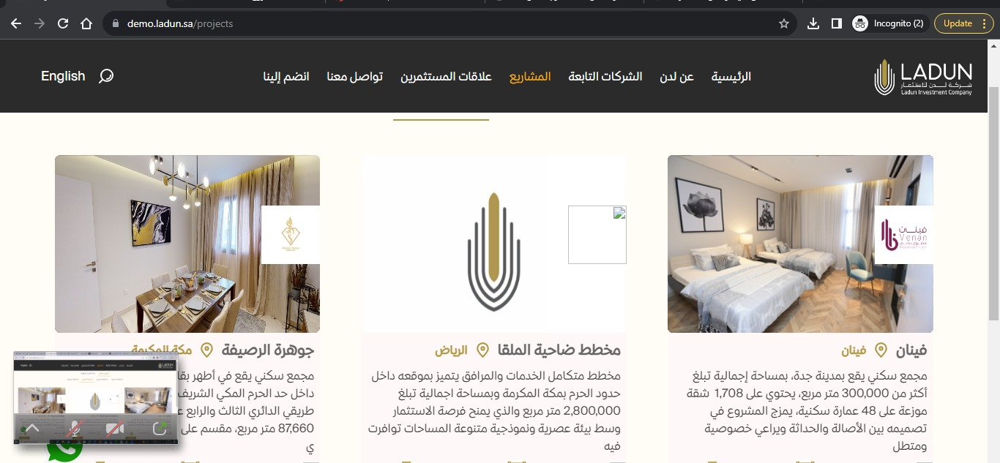 demo.ladun.sa/projects
Incognito (2)
Update
LADUN
شركة لدن للاستثمار
Ladun Investment Company
الرئيسية
عن لدن
الشركات التابعة
المشاريع
علاقات المستثمرين
تواصل معنا
انضم إلينا
English
فينان
Venan
فينان
فينان
مجمع سكني يقع بمدينة جدة، بمساحة إجمالية تبلغ
أكثر من 300,000 متر مربع، يحتوي على 1,708 شقة
موزعة على 48 عمارة سكنية، يمزج المشروع في
تصميمه بين الأصالة والحداثة ويراعي خصوصية
ومتطل
مخطط ضاحية الملقا
الرياض
مخطط متكامل الخدمات والمرافق يتميز بموقعه داخل
حدود الحرم بمكة المكرمة وبمساحة اجمالية تبلغ
2,800,000 متر مربع والذي يمنح فرصة الاستثمار
وسط بيئة عصرية ونموذجية متنوعة المساحات توافرت
فيه
جوهرة الرصيفة
مكة المكرمة
مجمع سكني يقع في أطهر بقا
داخل حد الحرم المكي الشريف
طريقي الدائري الثالث والرابع
87,660 متر مربع، مقسم على
ي